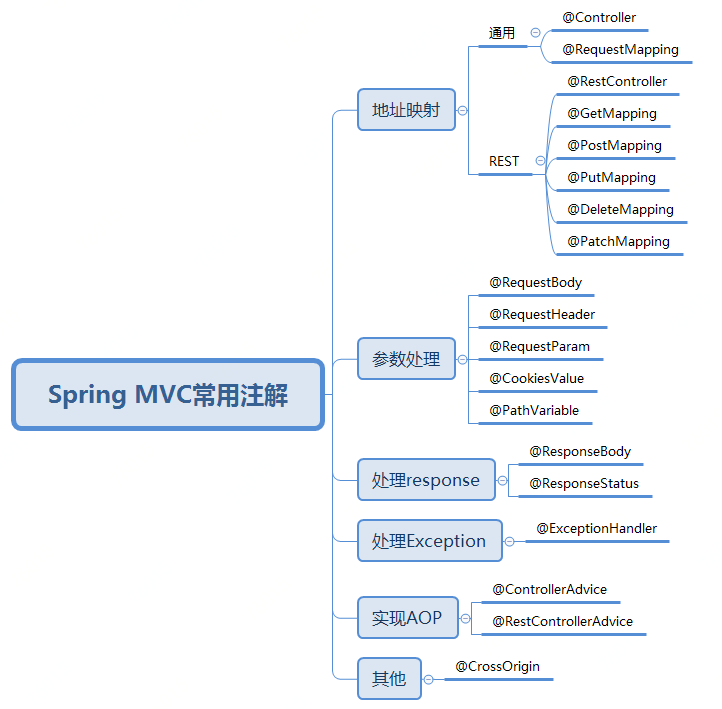 Spring MVC常用注解
地址映射
通用
@Controller
@RequestMapping
REST
@RestController
@GetMapping
@PostMapping
@PutMapping
@DeleteMapping
@PatchMapping
参数处理
@RequestBody
@RequestHeader
@RequestParam
@CookiesValue
@PathVariable
处理response
@ResponseBody
@ResponseStatus
处理Exception
@ExceptionHandler
实现AOP
@ControllerAdvice
@RestControllerAdvice
其他
@CrossOrigin